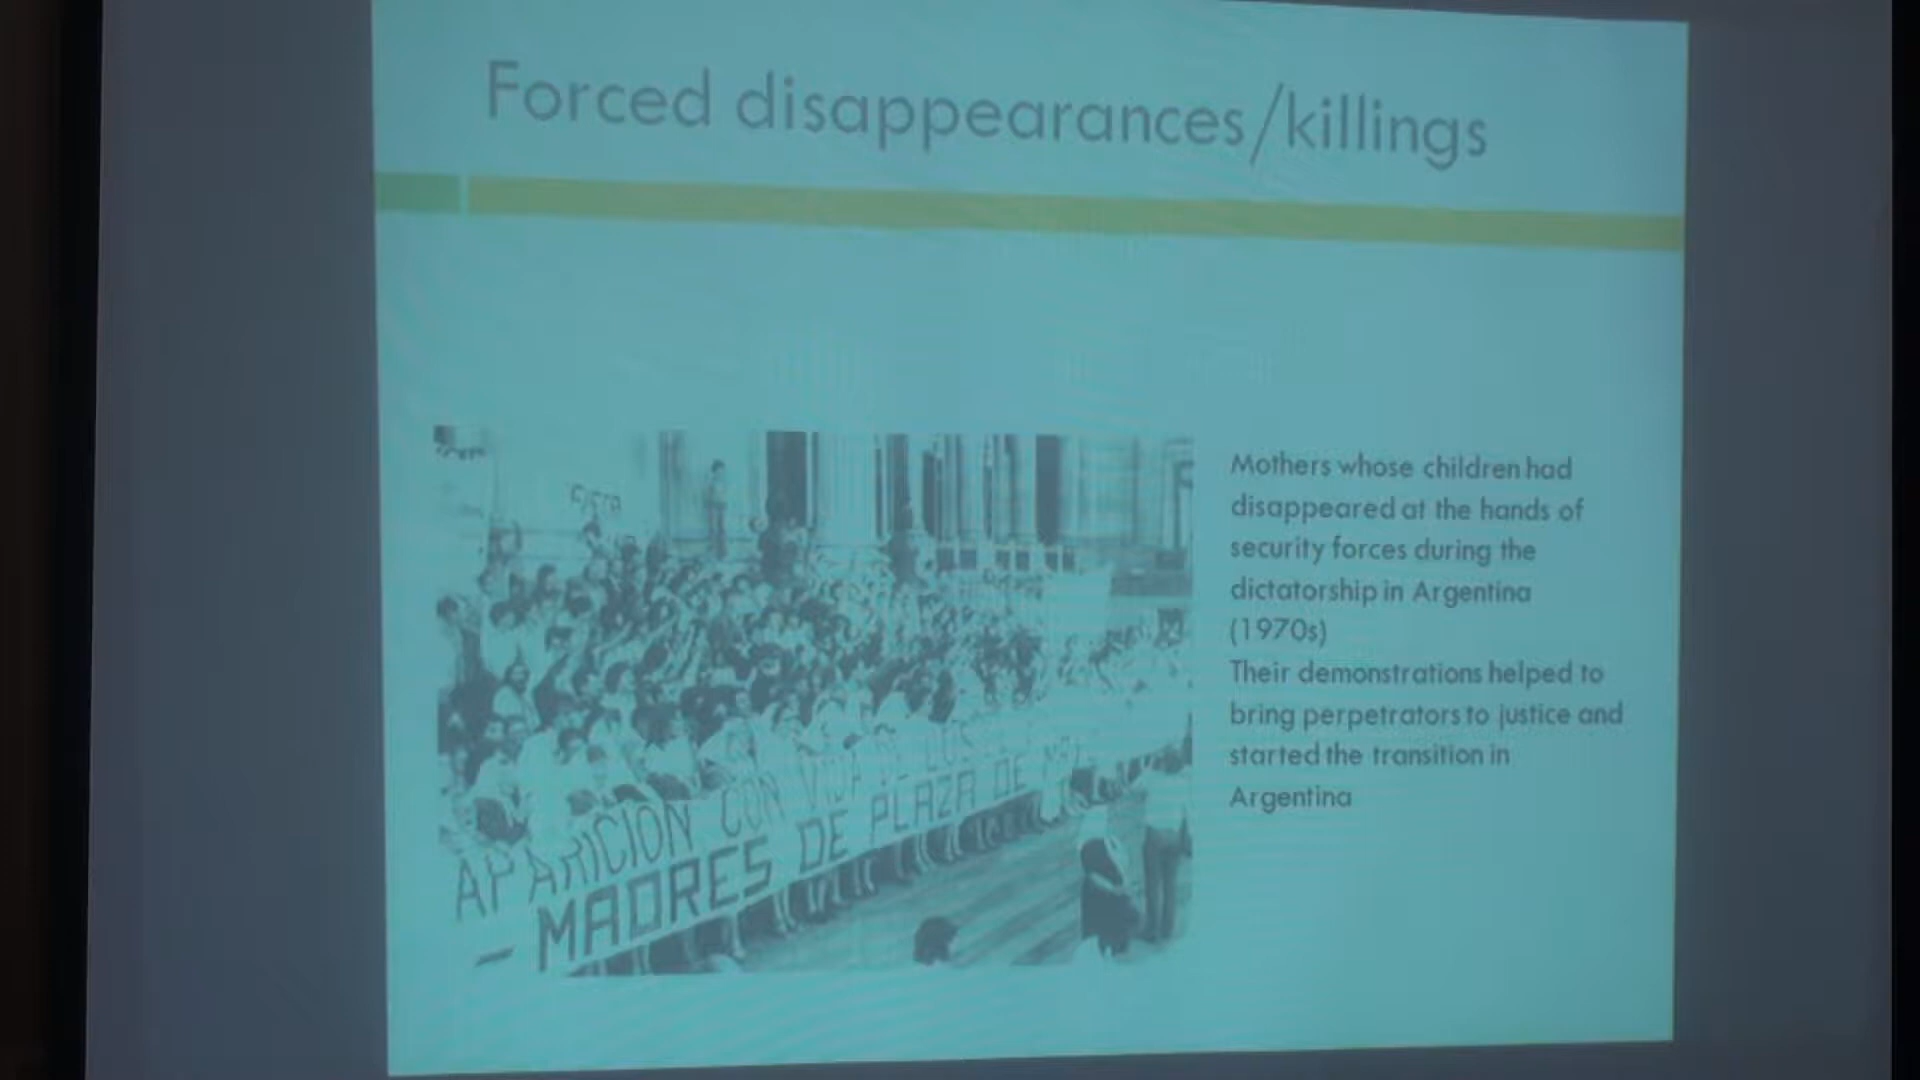 Forced disappearances/killings
Mothers whose children had
disappeared at the hands of
security forces during the
dictatorship in Argentina
(1970s)
Their demonstrations helped to
bring perpetrators to justice and
started the transition in
Argentina
APARICION CON VIDA DE LOS
- MADRES DE PLAZA DE